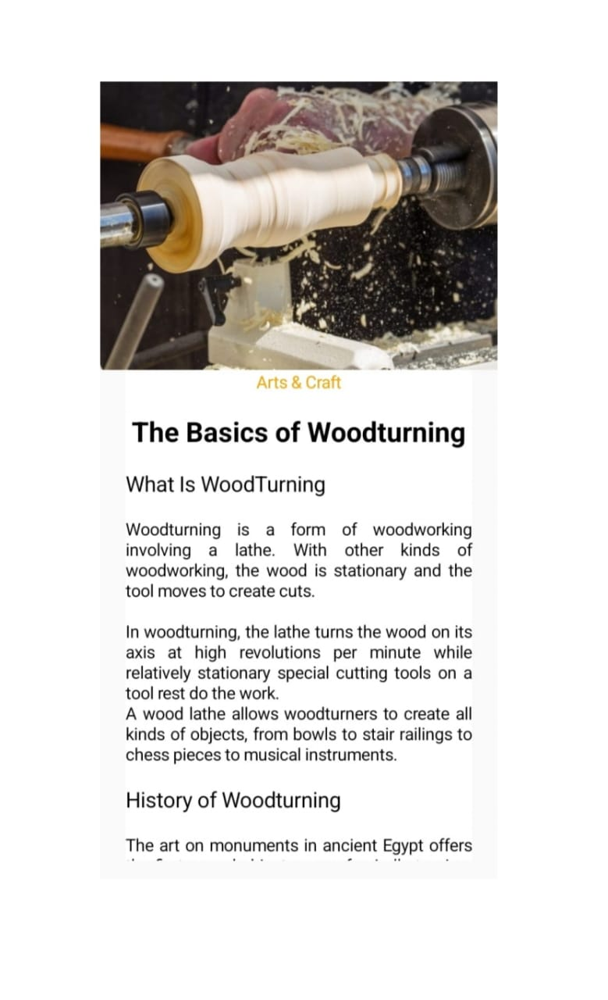 Arts & Craft
The Basics of Woodturning
What Is WoodTurning
Woodturning is a form of woodworking
involving a lathe. With other kinds of
woodworking, the wood is stationary and the
tool moves to create cuts.
In woodturning, the lathe turns the wood on its
axis at high revolutions per minute while
relatively stationary special cutting tools on a
tool rest do the work.
A wood lathe allows woodturners to create all
kinds of objects, from bowls to stair railings to
chess pieces to musical instruments.
History of Woodturning
The art on monuments in ancient Egypt offers